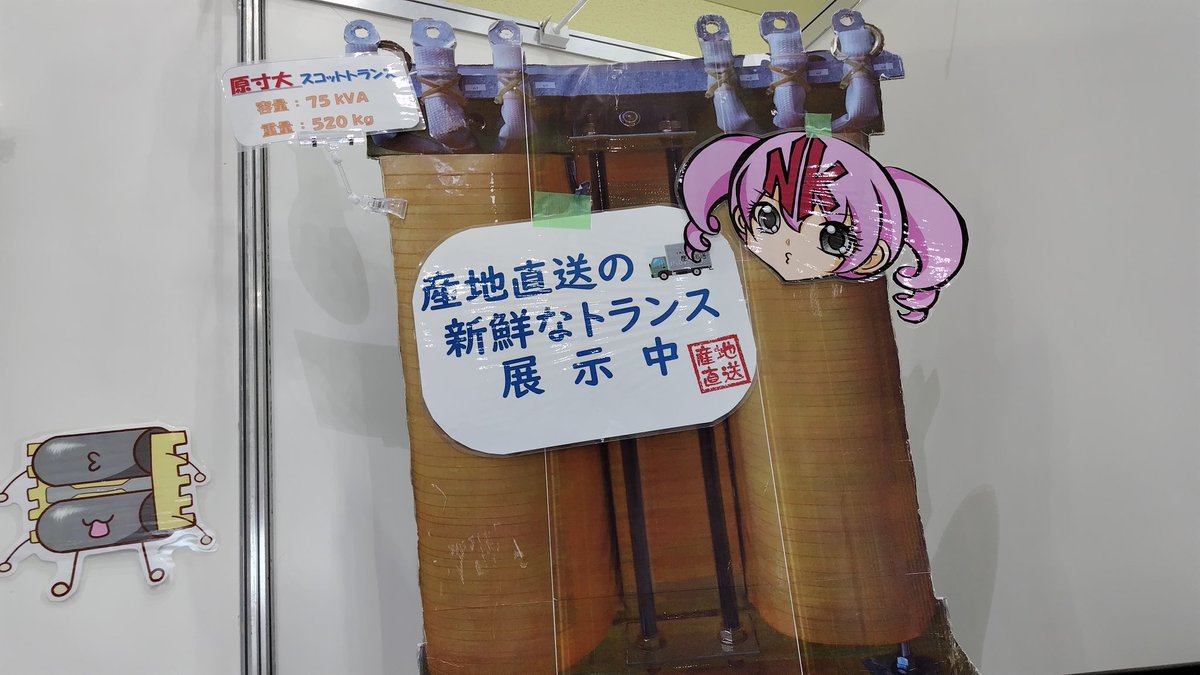 原寸大 スコットトランス
容量：75 kVA
重量：520 kg
NK
産地直送の
新鮮なトランス
展示中
産地
直送